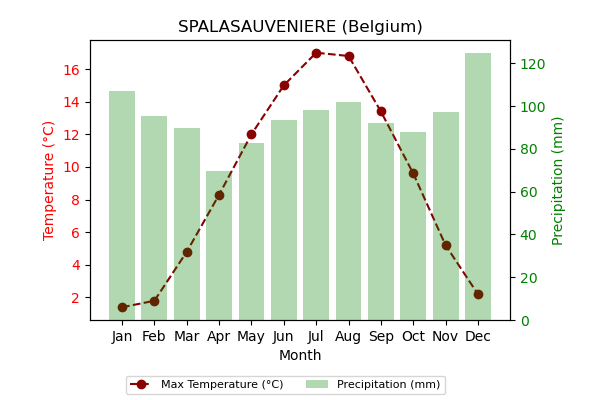 SPALASAUVENIERE (Belgium)
Temperature (°C)
16
14
12
10
8
6
4
2
120
100
80
60
40
20
0
Precipitation (mm)
Jan Feb Mar Apr May Jun Jul Aug Sep Oct Nov Dec
Month
Max Temperature (°C) Precipitation (mm)